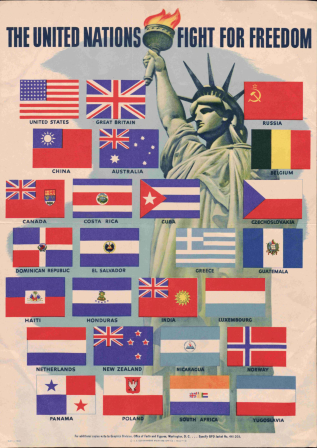 THE UNITED NATIONS FIGHT FOR FREEDOM
UNITED STATES GREAT BRITAIN RUSSIA
CHINA AUSTRALIA BELGIUM
CANADA COSTA RICA CUBA CZECHOSLOVAKIA
DOMINICAN REPUBLIC EL SALVADOR GREECE GUATEMALA
HAITI HONDURAS INDIA LUXEMBOURG
NETHERLANDS NEW ZEALAND NICARAGUA NORWAY
PANAMA POLAND SOUTH AFRICA YUGOSLAVIA